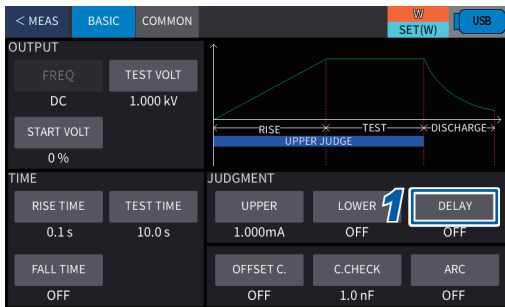 < MEAS BASIC COMMON W SET(W) USB
OUTPUT
FREQ TEST VOLT
DC 1.000 kV
START VOLT
0 %
RISE TEST DISCHARGE
UPPER JUDGE
TIME
RISE TIME TEST TIME
0.1 s 10.0 s
FALL TIME
OFF
JUDGMENT
UPPER LOWER 1 DELAY
1.000mA OFF OFF
OFFSET C. C.CHECK ARC
OFF 1.0 nF OFF